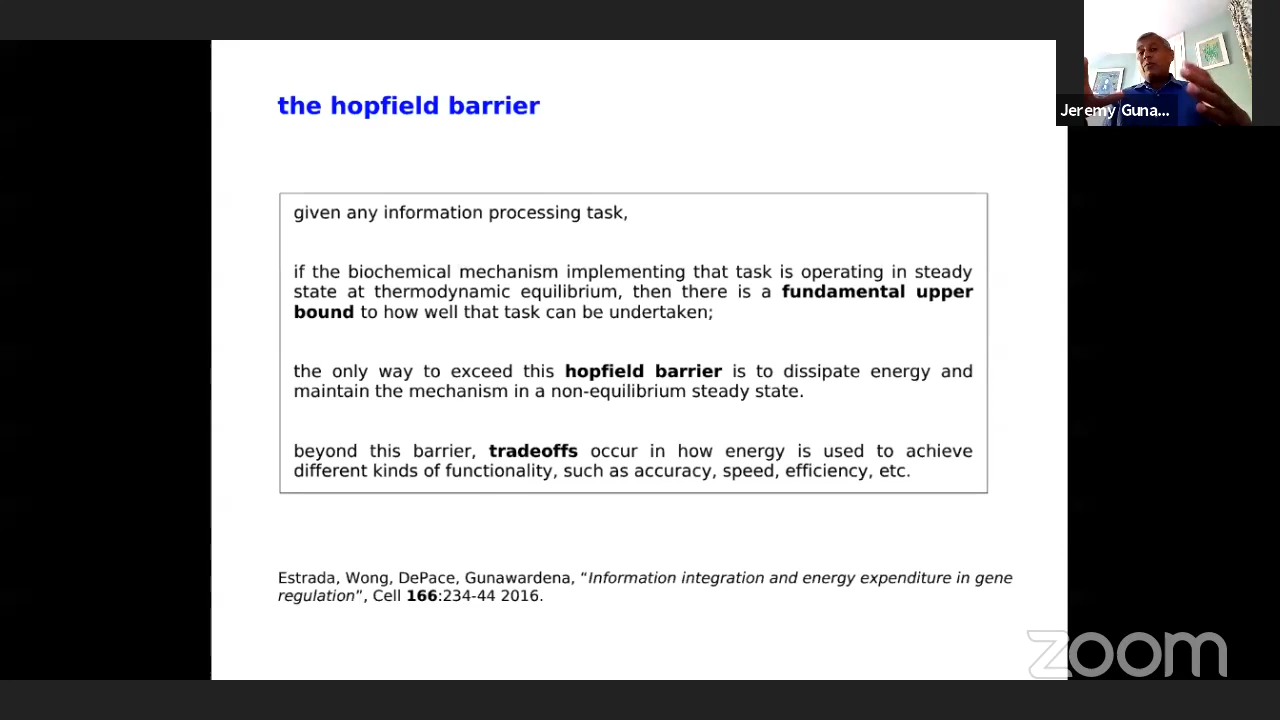 the hopfield barrier
Jeremy Guna...
given any information processing task,
if the biochemical mechanism implementing that task is operating in steady
state at thermodynamic equilibrium, then there is a fundamental upper
bound to how well that task can be undertaken;
the only way to exceed this hopfield barrier is to dissipate energy and
maintain the mechanism in a non-equilibrium steady state.
beyond this barrier, tradeoffs occur in how energy is used to achieve
different kinds of functionality, such as accuracy, speed, efficiency, etc.
Estrada, Wong, DePace, Gunawardena, “Information integration and energy expenditure in gene
regulation”, Cell 166:234-44 2016.
zoom